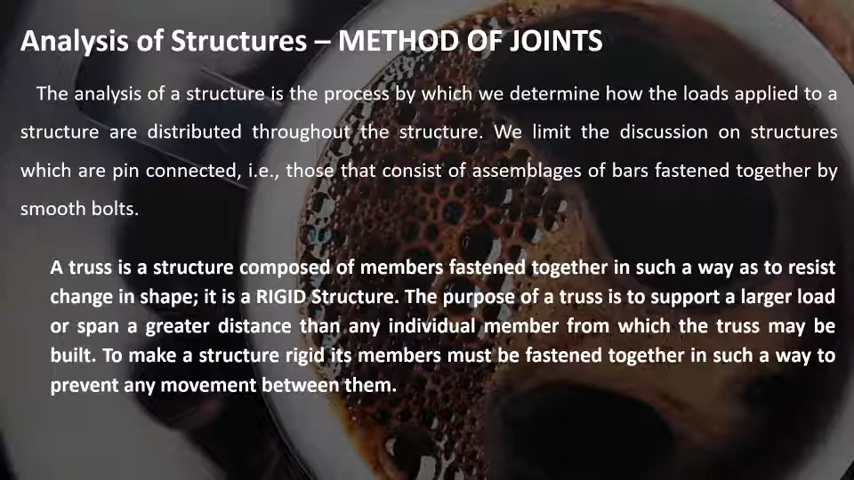 Analysis of Structures – METHOD OF JOINTS
The analysis of a structure is the process by which we determine how the loads applied to a
structure are distributed throughout the structure. We limit the discussion on structures
which are pin connected, i.e., those that consist of assemblages of bars fastened together by
smooth bolts.
A truss is a structure composed of members fastened together in such a way as to resist
change in shape; it is a RIGID Structure. The purpose of a truss is to support a larger load
or span a greater distance than any individual member from which the truss may be
built. To make a structure rigid its members must be fastened together in such a way to
prevent any movement between them.